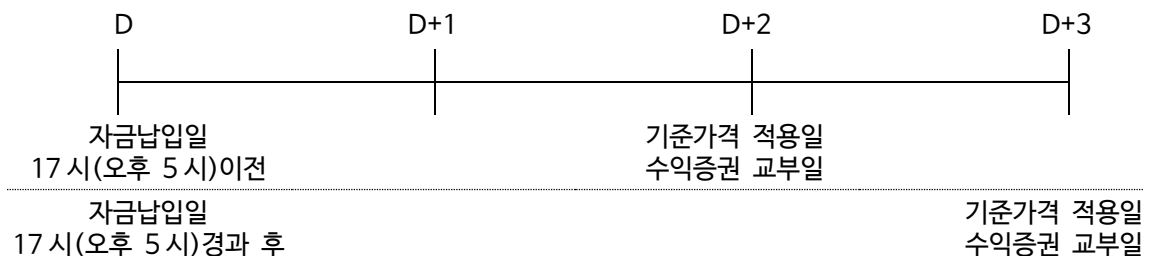 D D+1 D+2 D+3
자금납입일 기준가격 적용일
17시(오후 5시)이전 수익증권 교부일
자금납입일 기준가격 적용일
17시(오후 5시)경과 후 수익증권 교부일